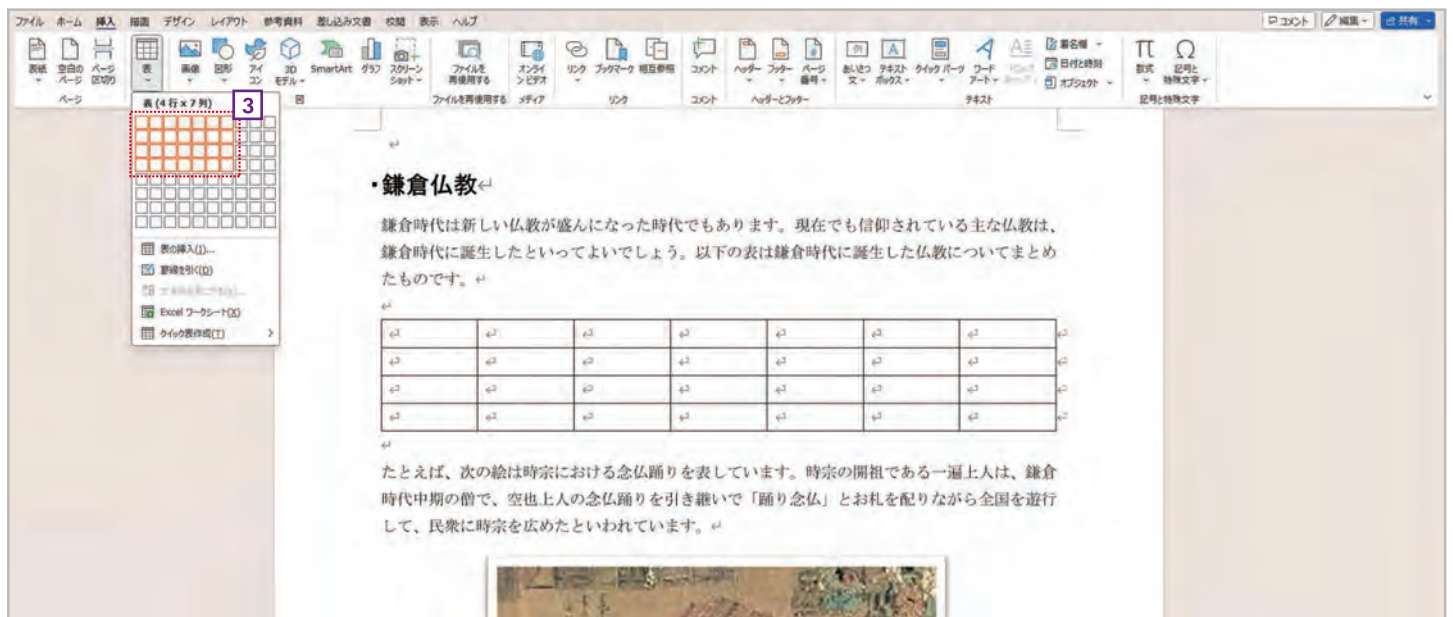 ファイル ホーム 挿入 描画 デザイン レイアウト 参考資料 差し込み文書 校閲 表示 ヘルプ コメント 編集 共有
表紙 空白の ページ ページ 区切り 表 画像 図形 アイ コン 3D モデル SmartArt グラフ スクリーン ショット ファイルを 再使用する オンライ ン ビデオ リンク ブックマーク 相互参照 コメント ヘッダー フッター ページ 番号 あいさつ 文 テキスト ボックス クイック パーツ ワード アート 署名欄 日付と時刻 オブジェクト 数式 記号と 特殊文字
ページ 図 ファイルを再使用する メディア リンク コメント ヘッダーとフッター テキスト 記号と特殊文字
表 (4 行 x 7 列)
3
表の挿入(I)...
罫線を引く(D)
Excel ワークシート(X)
クイック表作成(T)
鎌倉仏教
鎌倉時代は新しい仏教が盛んになった時代でもあります。現在でも信仰されている主な仏教は、
鎌倉時代に誕生したといってよいでしょう。以下の表は鎌倉時代に誕生した仏教についてまとめ
たものです。
たとえば、次の絵は時宗における念仏踊りを表しています。時宗の開祖である一遍上人は、鎌倉
時代中期の僧で、空也上人の念仏踊りを引き継いで「踊り念仏」とお札を配りながら全国を遊行
して、民衆に時宗を広めたといわれています。